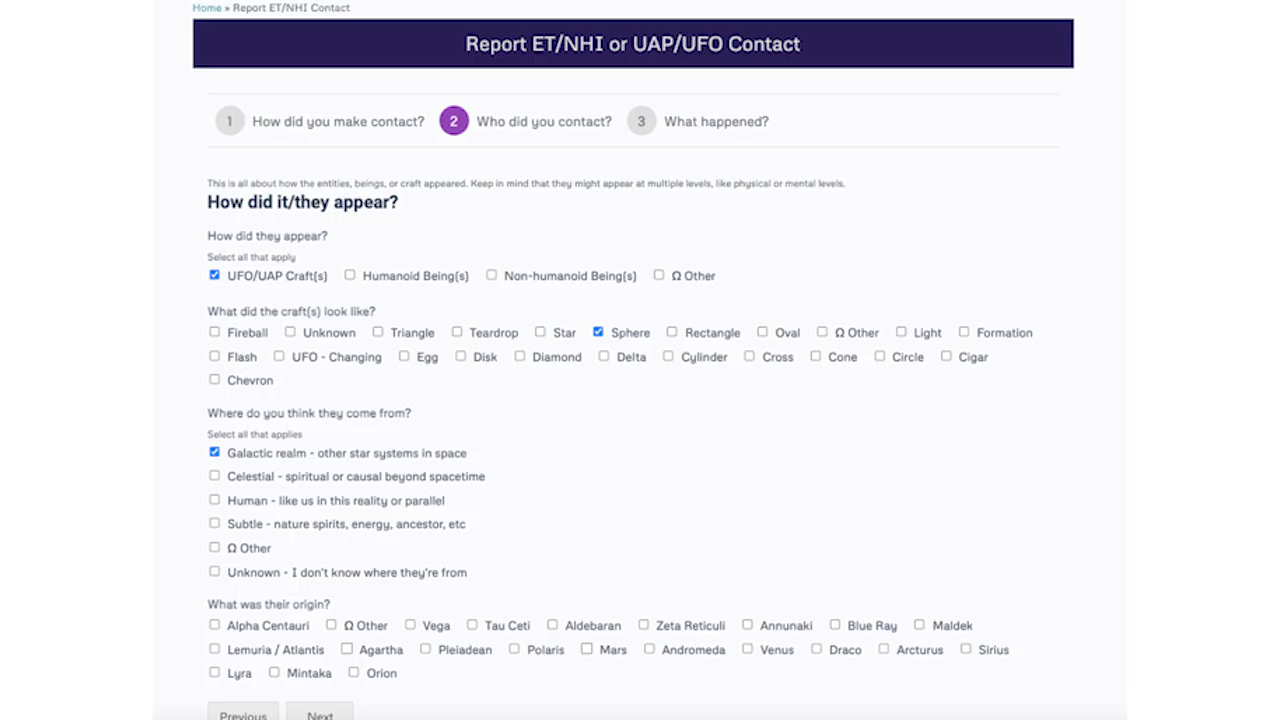 Home » Report ET/NHI Contact
Report ET/NHI or UAP/UFO Contact
1 How did you make contact? 2 Who did you contact? 3 What happened?
This is all about how the entities, beings, or craft appeared. Keep in mind that they might appear at multiple levels, like physical or mental levels.
How did it/they appear?
How did they appear?
Select all that apply
UFO/UAP Craft(s) Humanoid Being(s) Non-humanoid Being(s) Ω Other
What did the craft(s) look like?
Fireball Unknown Triangle Teardrop Star Sphere Rectangle Oval Ω Other Light Formation
Flash UFO - Changing Egg Disk Diamond Delta Cylinder Cross Cone Circle Cigar
Chevron
Where do you think they come from?
Select all that applies
Galactic realm - other star systems in space
Celestial - spiritual or causal beyond spacetime
Human - like us in this reality or parallel
Subtle - nature spirits, energy, ancestor, etc
Ω Other
Unknown - I don't know where they're from
What was their origin?
Alpha Centauri Ω Other Vega Tau Ceti Aldebaran Zeta Reticuli Annunaki Blue Ray Maldek
Lemuria / Atlantis Agartha Pleiadean Polaris Mars Andromeda Venus Draco Arcturus Sirius
Lyra Mintaka Orion
Previous Next